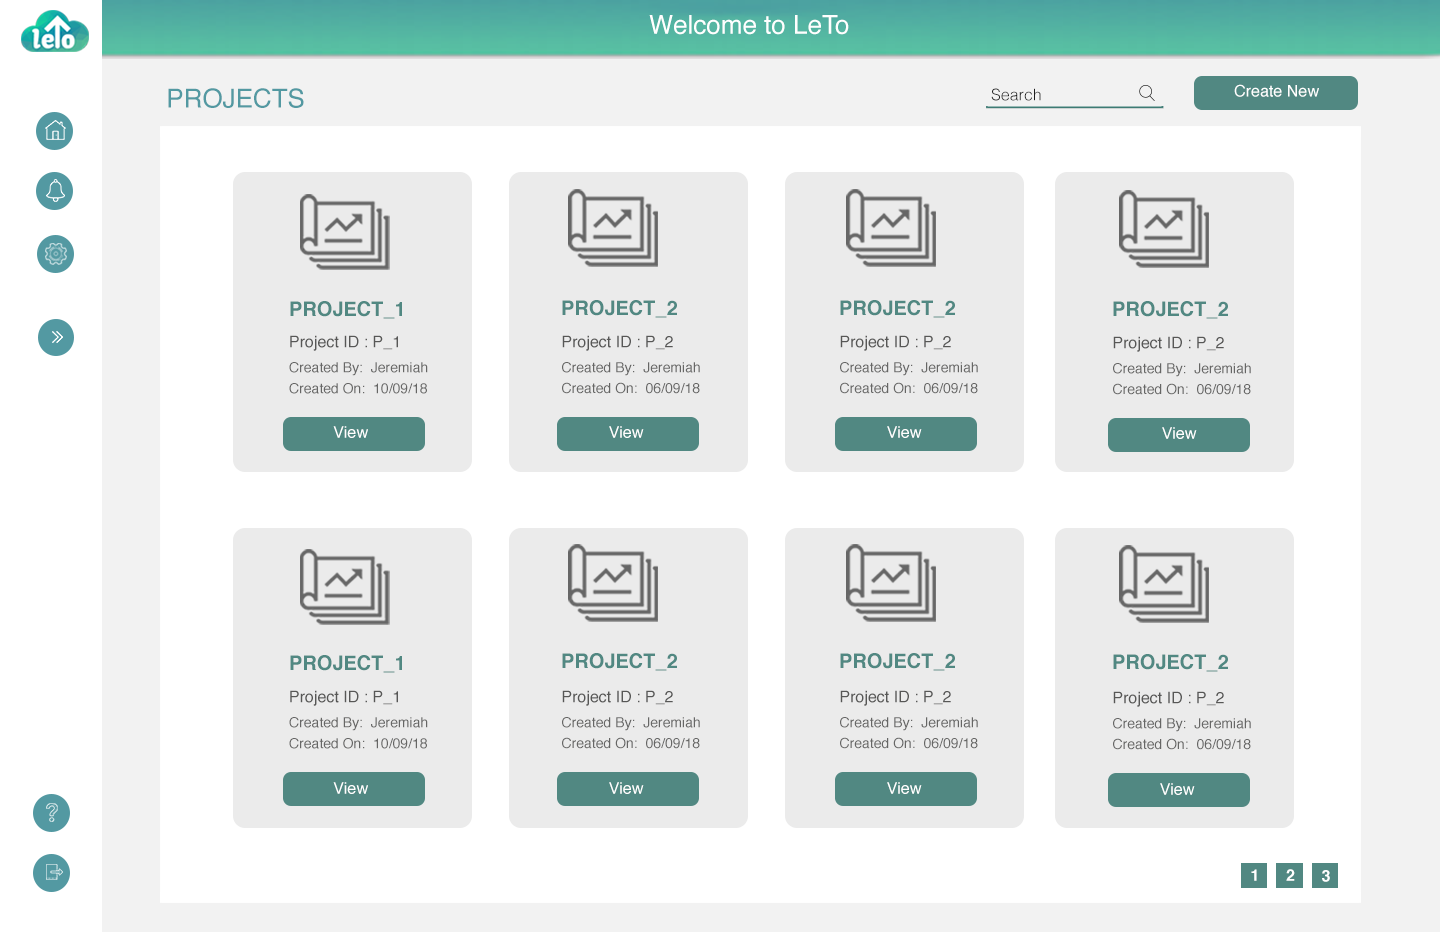 leTo
Welcome to LeTo
PROJECTS
Search
Create New
PROJECT_1
Project ID : P_1
Created By: Jeremiah
Created On: 10/09/18
View
PROJECT_2
Project ID : P_2
Created By: Jeremiah
Created On: 06/09/18
View
PROJECT_2
Project ID : P_2
Created By: Jeremiah
Created On: 06/09/18
View
PROJECT_2
Project ID : P_2
Created By: Jeremiah
Created On: 06/09/18
View
PROJECT_1
Project ID : P_1
Created By: Jeremiah
Created On: 10/09/18
View
PROJECT_2
Project ID : P_2
Created By: Jeremiah
Created On: 06/09/18
View
PROJECT_2
Project ID : P_2
Created By: Jeremiah
Created On: 06/09/18
View
PROJECT_2
Project ID : P_2
Created By: Jeremiah
Created On: 06/09/18
View
?
1 2 3